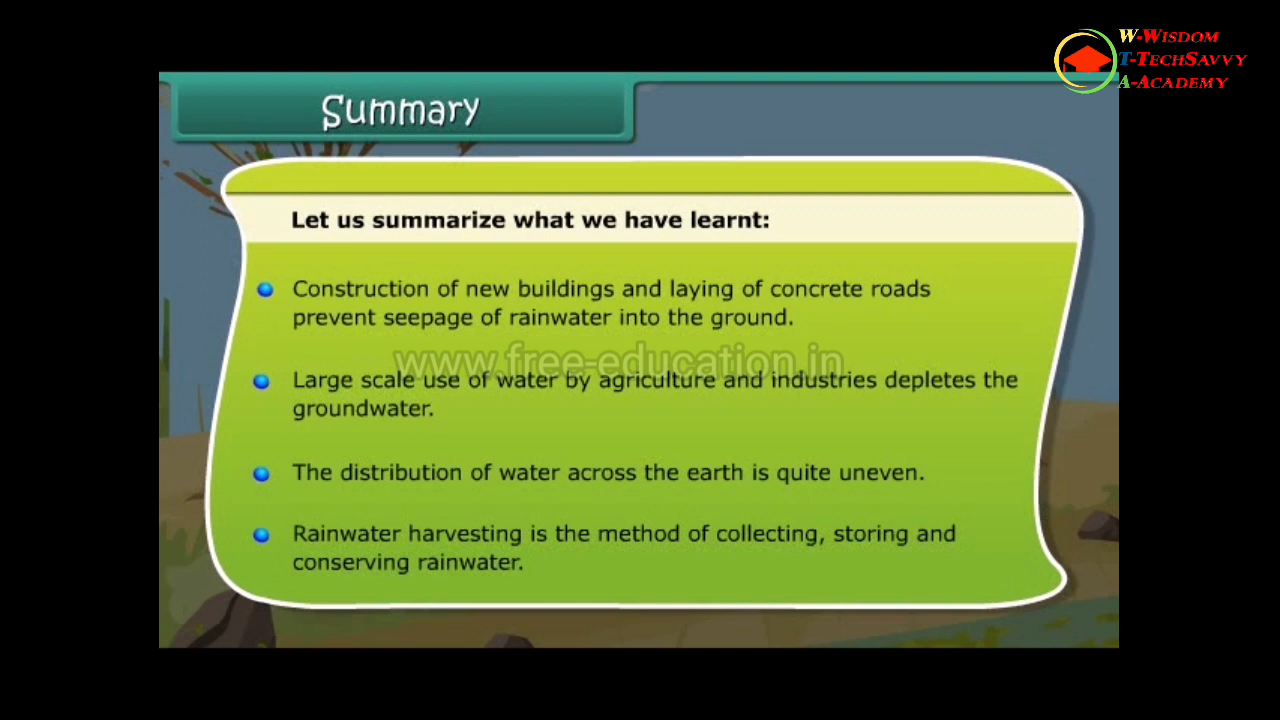 W-Wisdom
T-TechSavvy
A-Academy
Summary
Let us summarize what we have learnt:
Construction of new buildings and laying of concrete roads
prevent seepage of rainwater into the ground.
www.free-education.in
Large scale use of water by agriculture and industries depletes the
groundwater.
The distribution of water across the earth is quite uneven.
Rainwater harvesting is the method of collecting, storing and
conserving rainwater.